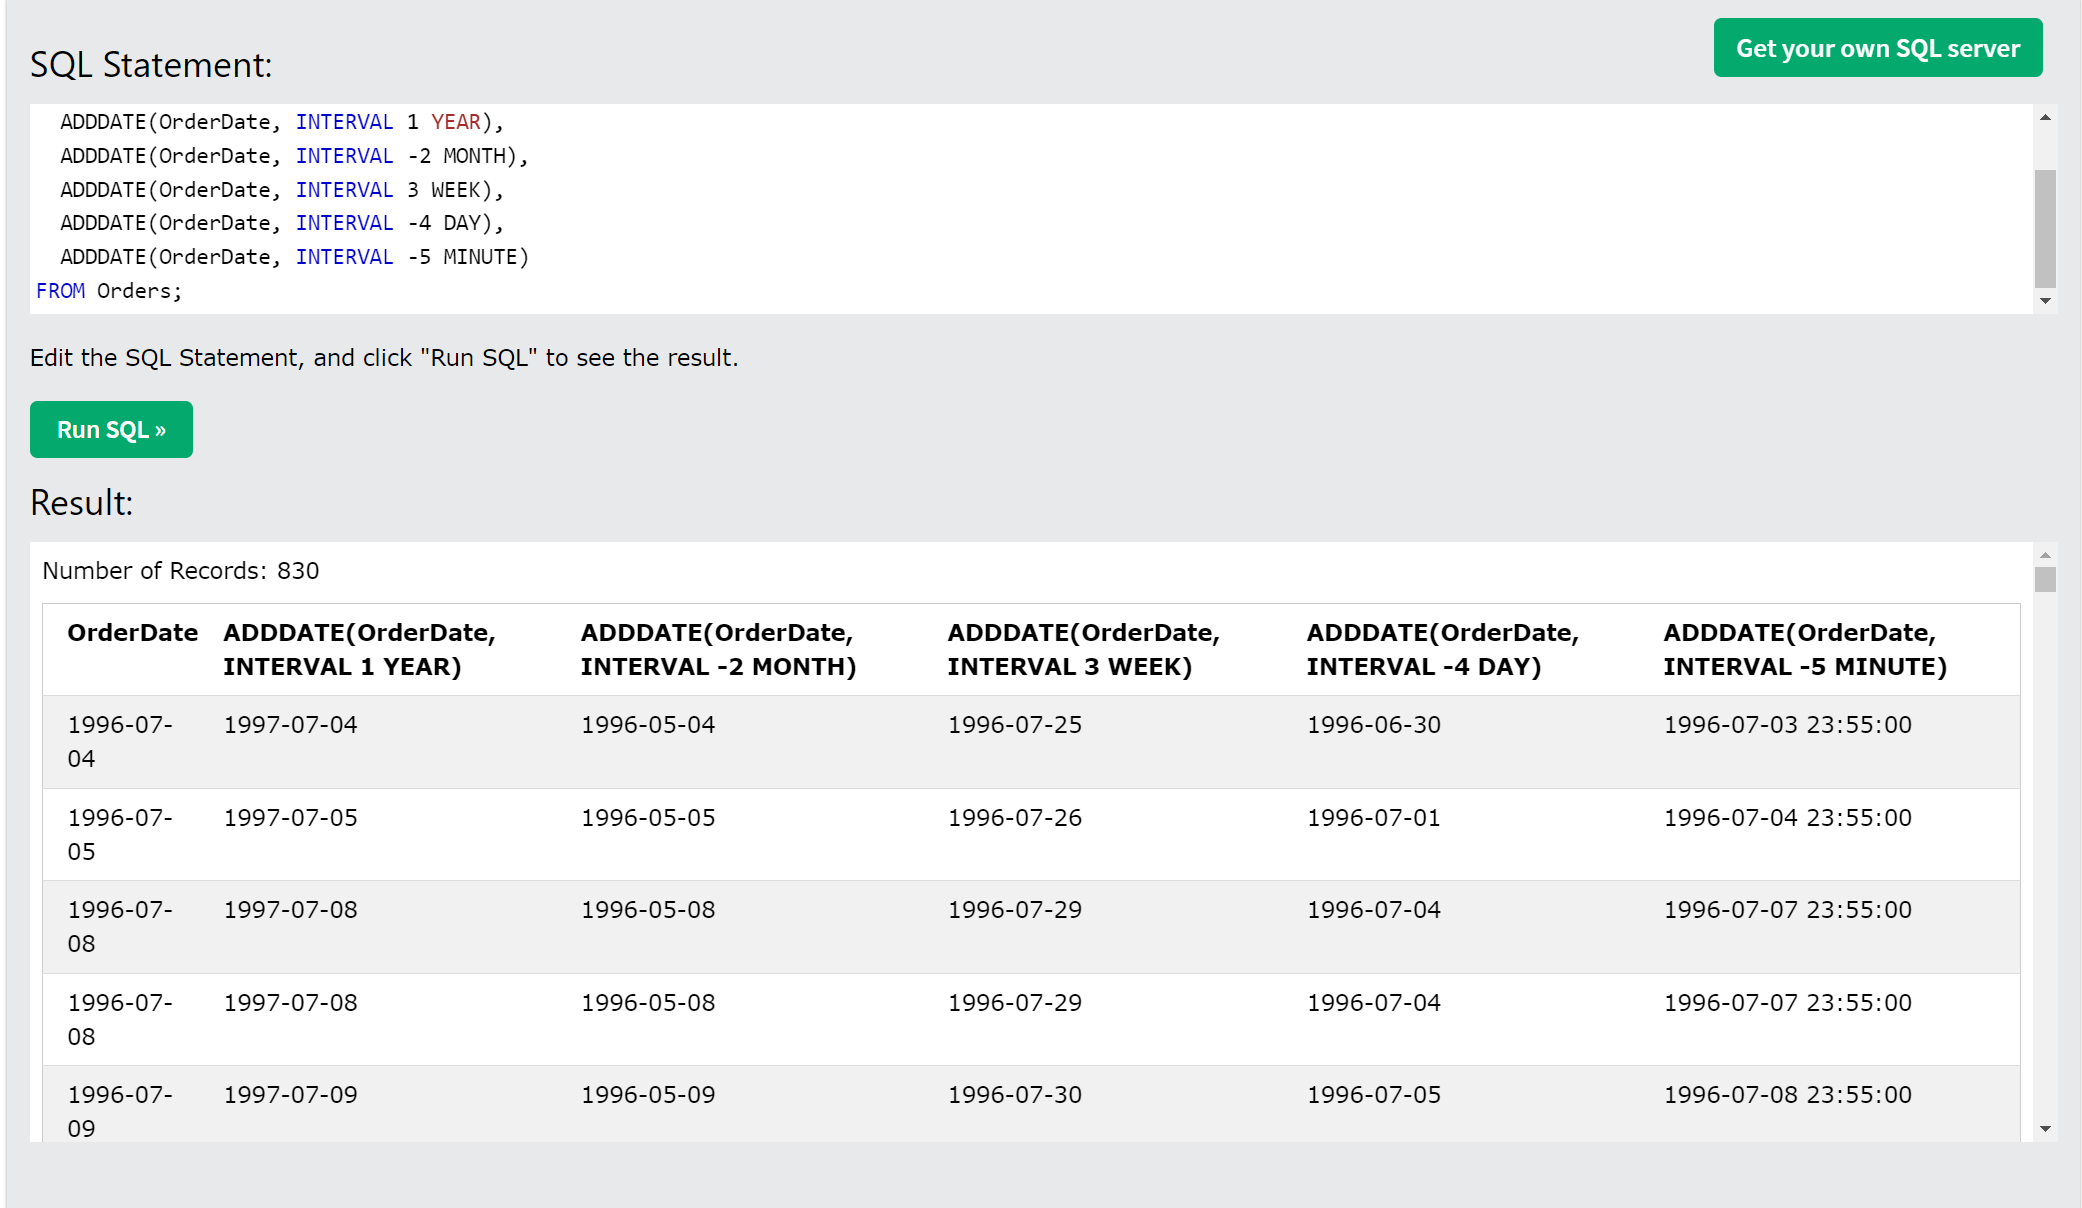 Get your own SQL server
SQL Statement:
ADDDATE(OrderDate, INTERVAL 1 YEAR),
ADDDATE(OrderDate, INTERVAL -2 MONTH),
ADDDATE(OrderDate, INTERVAL 3 WEEK),
ADDDATE(OrderDate, INTERVAL -4 DAY),
ADDDATE(OrderDate, INTERVAL -5 MINUTE)
FROM Orders;
Edit the SQL Statement, and click "Run SQL" to see the result.
Run SQL »
Result:
Number of Records: 830
OrderDate ADDDATE(OrderDate, ADDDATE(OrderDate, ADDDATE(OrderDate, ADDDATE(OrderDate, ADDDATE(OrderDate,
INTERVAL 1 YEAR) INTERVAL -2 MONTH) INTERVAL 3 WEEK) INTERVAL -4 DAY) INTERVAL -5 MINUTE)
1996-07- 1997-07-04 1996-05-04 1996-07-25 1996-06-30 1996-07-03 23:55:00
04
1996-07- 1997-07-05 1996-05-05 1996-07-26 1996-07-01 1996-07-04 23:55:00
05
1996-07- 1997-07-08 1996-05-08 1996-07-29 1996-07-04 1996-07-07 23:55:00
08
1996-07- 1997-07-08 1996-05-08 1996-07-29 1996-07-04 1996-07-07 23:55:00
08
1996-07- 1997-07-09 1996-05-09 1996-07-30 1996-07-05 1996-07-08 23:55:00
09